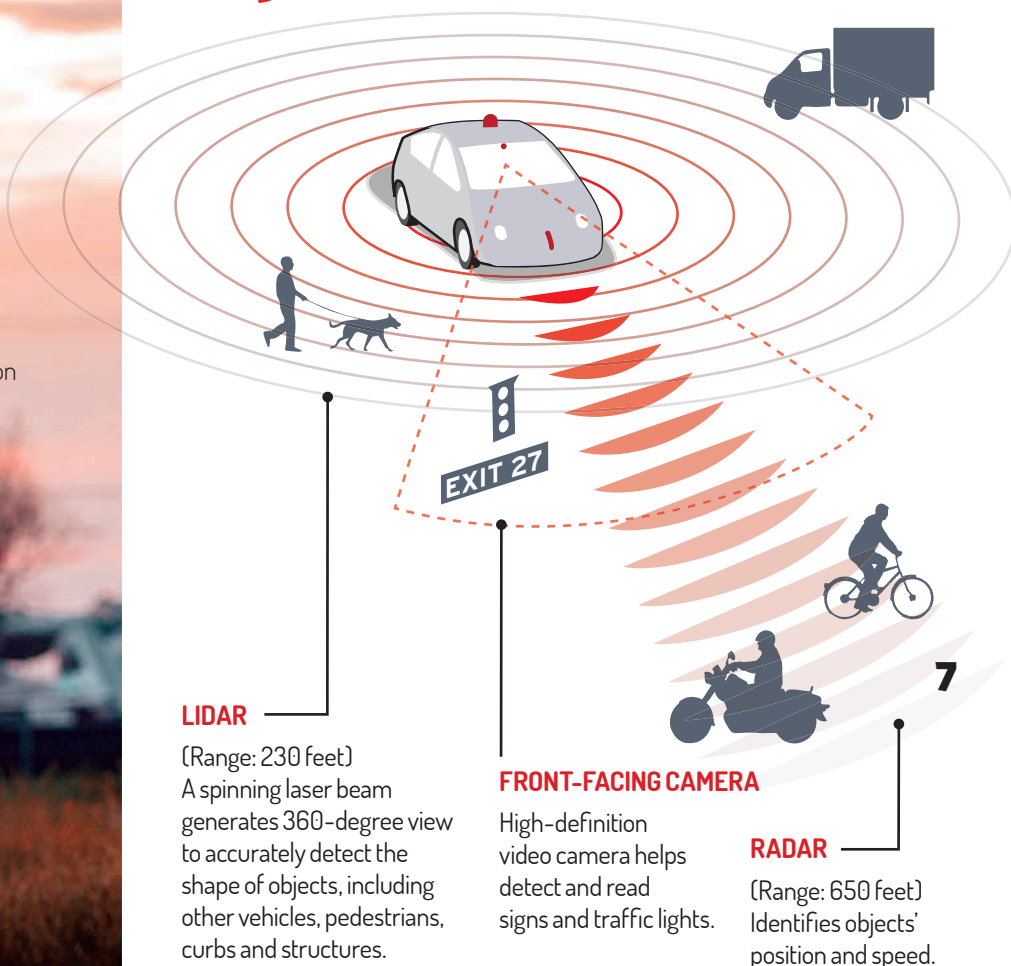 on
EXIT 27
7
LIDAR
(Range: 230 feet)
A spinning laser beam
generates 360-degree view
to accurately detect the
shape of objects, including
other vehicles, pedestrians,
curbs and structures.
FRONT-FACING CAMERA
High-definition
video camera helps
detect and read
signs and traffic lights.
RADAR
(Range: 650 feet)
Identifies objects'
position and speed.